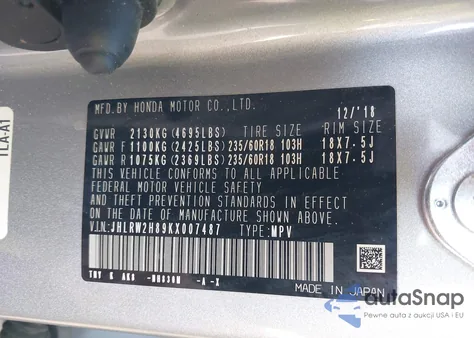 MFD.BY HONDA MOTOR CO.,LTD.
12/'18
GVWR 2130KG (4695LBS) TIRE SIZE RIM SIZE
GAWR F 1100KG (2425LBS) 235/60R18 103H 18X7.5J
GAWR R 1075KG (2369LBS) 235/60R18 103H 18X7.5J
THIS VEHICLE CONFORMS TO ALL APPLICABLE
FEDERAL MOTOR VEHICLE SAFETY
AND THEFT PREVENTION STANDARDS IN EFFECT
ON THE DATE OF MANUFACTURE SHOWN ABOVE.
V.I.N:JHLRW2H89KX007487 TYPE:MPV
-A -X
MADE IN JAPAN
TLA-A1
autaSnap
Pewne auta z aukcji USA i EU